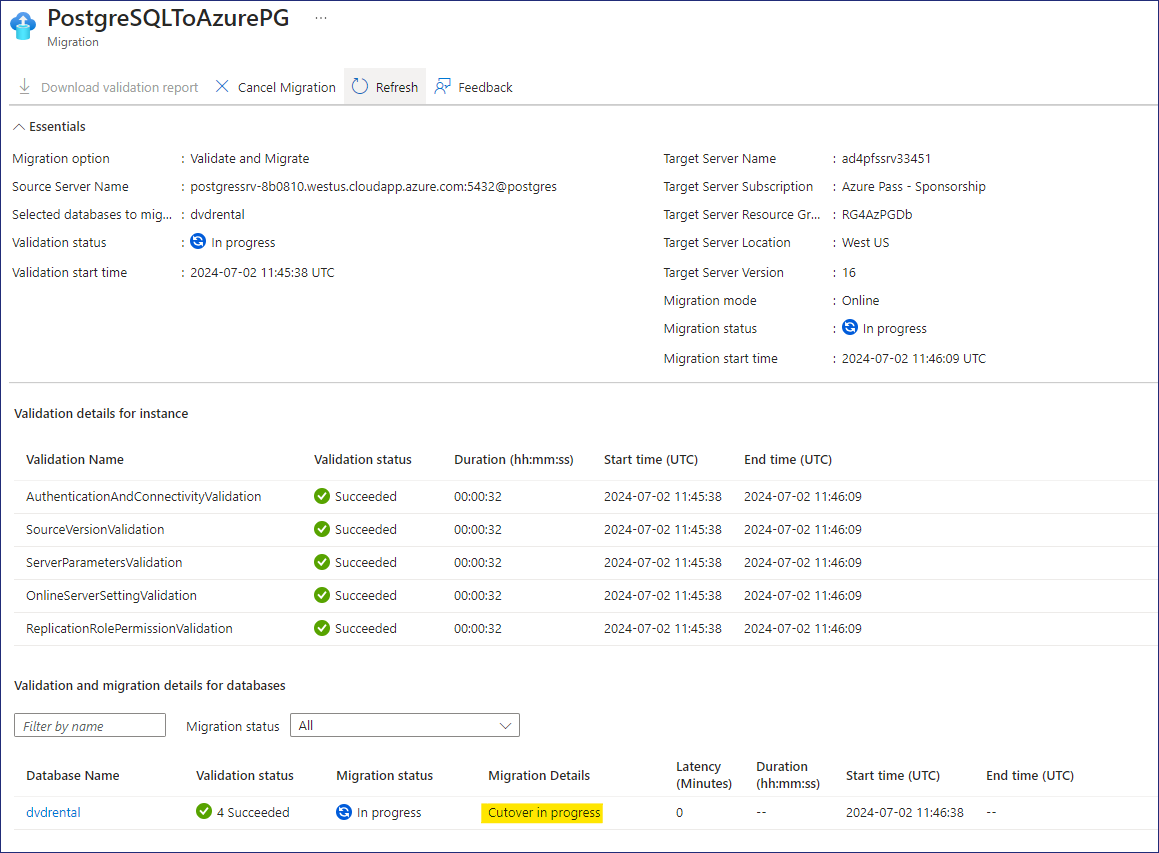 PostgreSQLToAzurePG ...
Migration
Download validation report Cancel Migration Refresh Feedback
Essentials
Migration option : Validate and Migrate
Source Server Name : postgressrv-8b0810.westus.cloudapp.azure.com:5432@postgres
Selected databases to mig... : dvdrental
Validation status : In progress
Validation start time : 2024-07-02 11:45:38 UTC
Target Server Name : ad4pfssrv33451
Target Server Subscription : Azure Pass - Sponsorship
Target Server Resource Gr... : RG4AzPGDb
Target Server Location : West US
Target Server Version : 16
Migration mode : Online
Migration status : In progress
Migration start time : 2024-07-02 11:46:09 UTC
Validation details for instance
Validation Name Validation status Duration (hh:mm:ss) Start time (UTC) End time (UTC)
AuthenticationAndConnectivityValidation Succeeded 00:00:32 2024-07-02 11:45:38 2024-07-02 11:46:09
SourceVersionValidation Succeeded 00:00:32 2024-07-02 11:45:38 2024-07-02 11:46:09
ServerParametersValidation Succeeded 00:00:32 2024-07-02 11:45:38 2024-07-02 11:46:09
OnlineServerSettingValidation Succeeded 00:00:32 2024-07-02 11:45:38 2024-07-02 11:46:09
ReplicationRolePermissionValidation Succeeded 00:00:32 2024-07-02 11:45:38 2024-07-02 11:46:09
Validation and migration details for databases
Filter by name Migration status All
Database Name Validation status Migration status Migration Details Latency (Minutes) Duration (hh:mm:ss) Start time (UTC) End time (UTC)
dvdrental 4 Succeeded In progress Cutover in progress 0 -- 2024-07-02 11:46:38 --